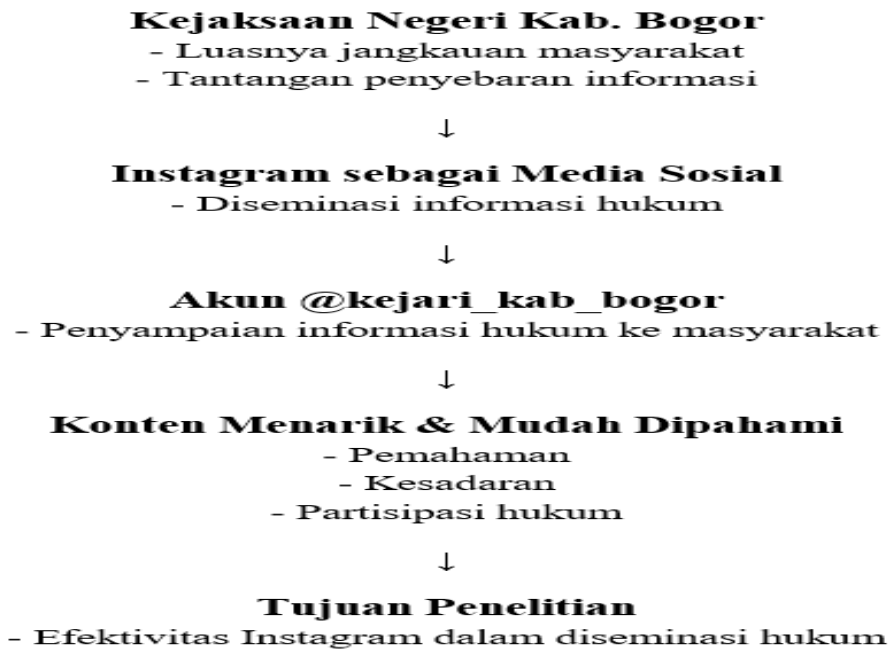 Kejaksaan Negeri Kab. Bogor
- Luasnya jangkauan masyarakat
- Tantangan penyebaran informasi
↓
Instagram sebagai Media Sosial
- Diseminasi informasi hukum
↓
Akun @kejari_kab_bogor
- Penyampaian informasi hukum ke masyarakat
↓
Konten Menarik & Mudah Dipahami
- Pemahaman
- Kesadaran
- Partisipasi hukum
↓
Tujuan Penelitian
- Efektivitas Instagram dalam diseminasi hukum